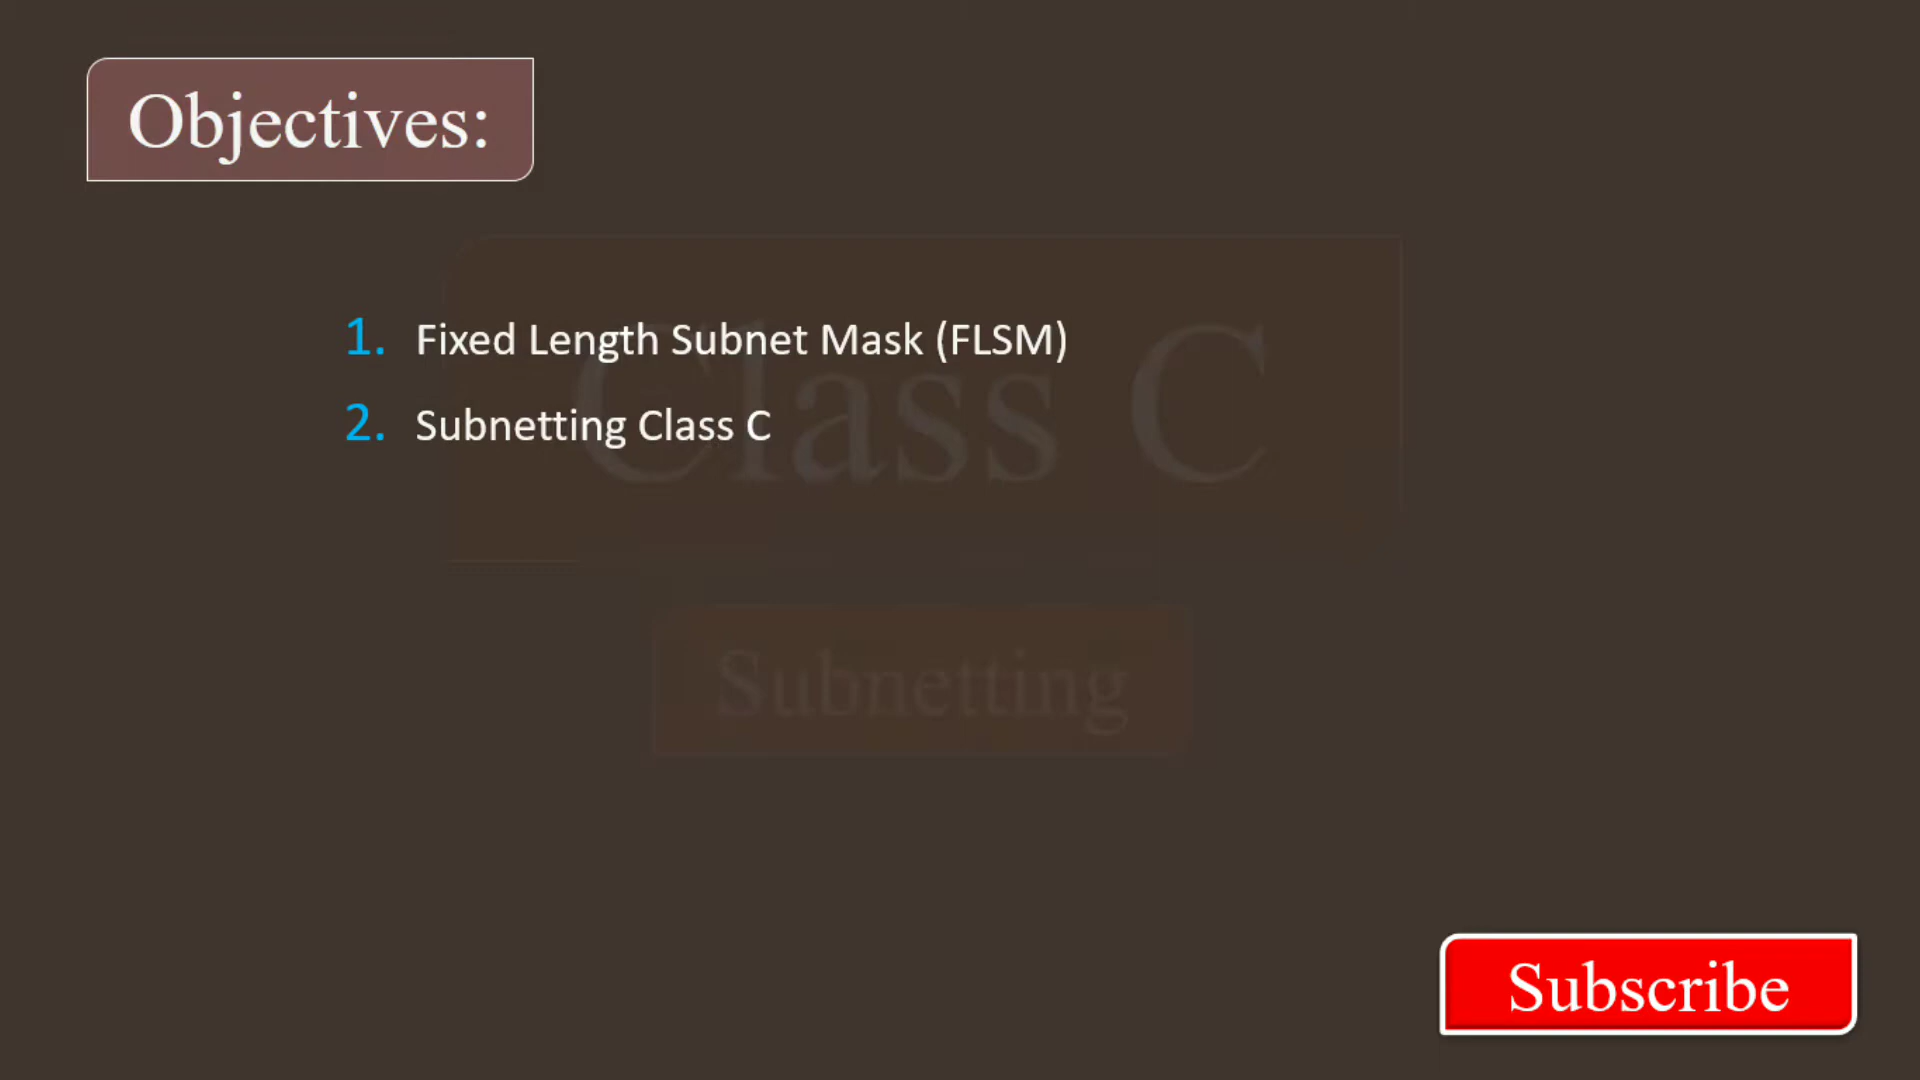 Objectives:
1. Fixed Length Subnet Mask (FLSM)
2. Subnetting Class C
Class C
Subnetting
Subscribe